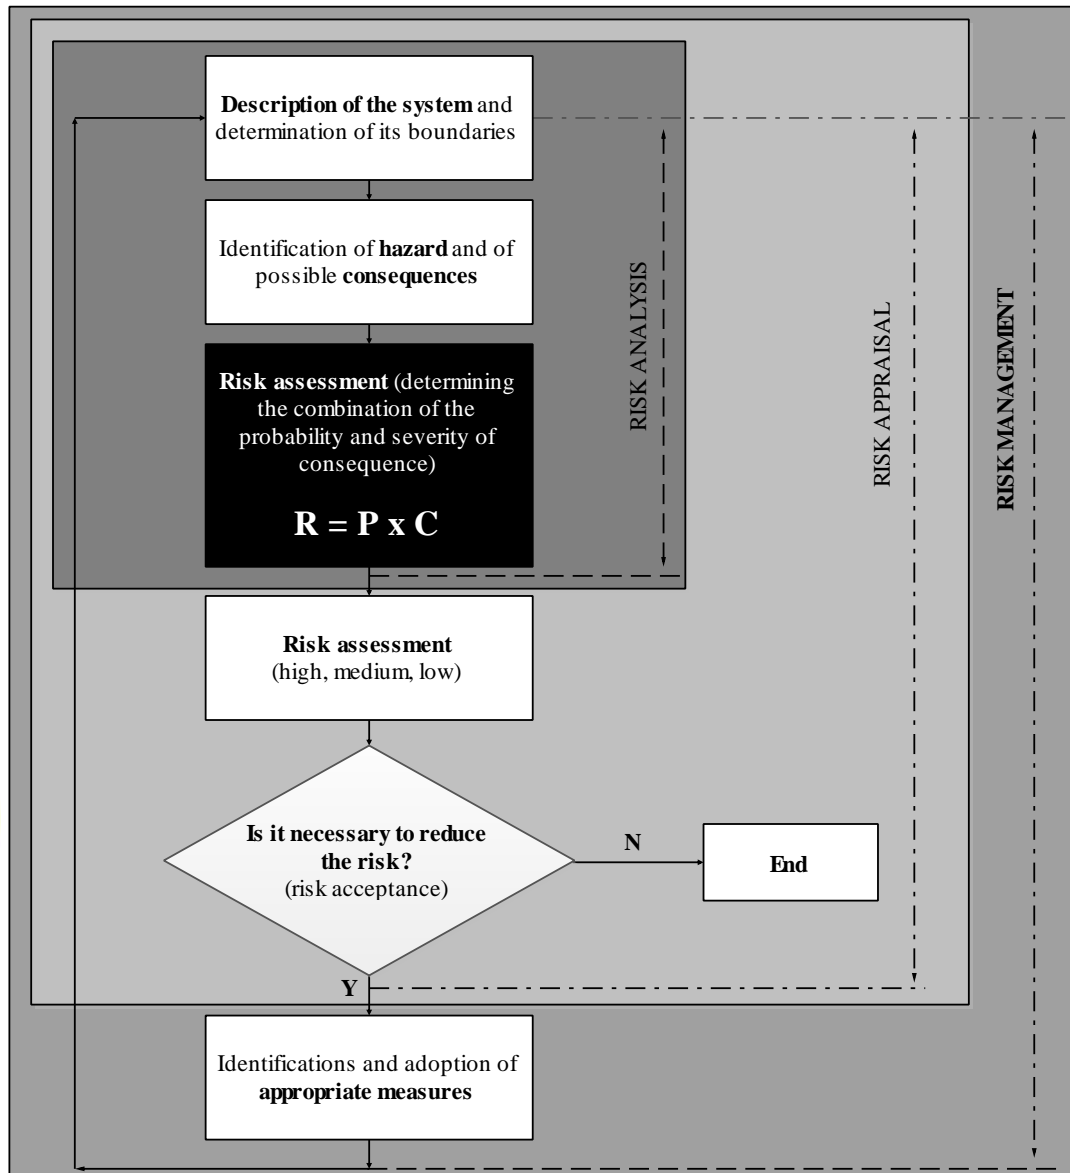 Description of the system and
determination of its boundaries
Identification of hazard and of
possible consequences
Risk assessment (determining
the combination of the
probability and severity of
consequence)
R = P x C
RISK ANALYSIS
RISK APPRAISAL
RISK MANAGEMENT
Risk assessment
(high, medium, low)
Is it necessary to reduce
the risk?
(risk acceptance)
N
End
Y
Identifications and adoption of
appropriate measures